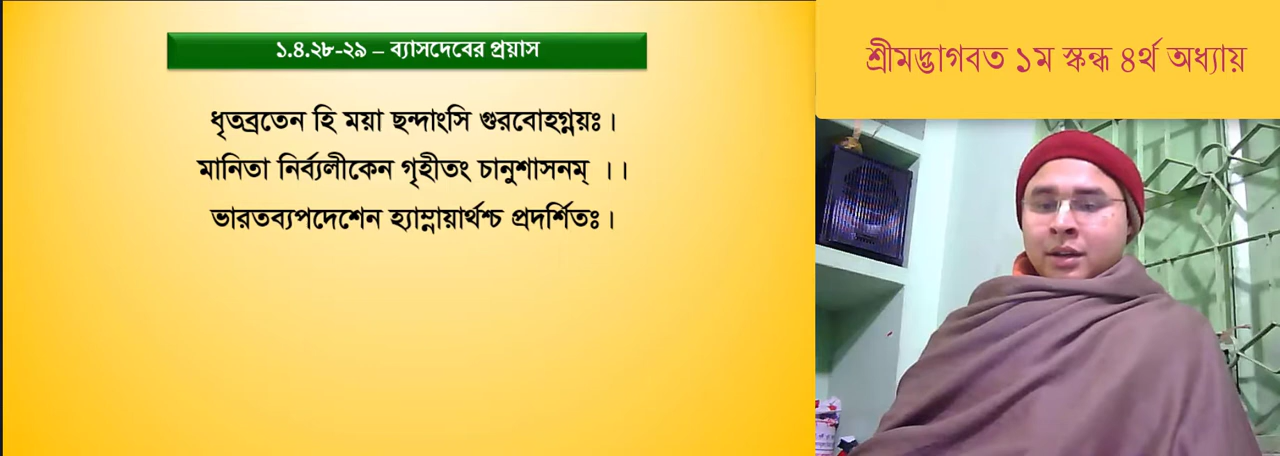 ১.৪.২৮-২৯ – ব্যাসদেবের প্রয়াস
শ্রীমদ্ভাগবত ১ম স্কন্ধ ৪র্থ অধ্যায়
ধৃতব্রতেন হি ময়া ছন্দাংসি গুরবোহগ্নয়ঃ।
মানিতা নির্ব্যলীকেন গৃহীতং চানুশাসনম্ ।।
ভারতব্যপদেশেন হ্যাম্নায়ার্থশ্চ প্রদর্শিতঃ।